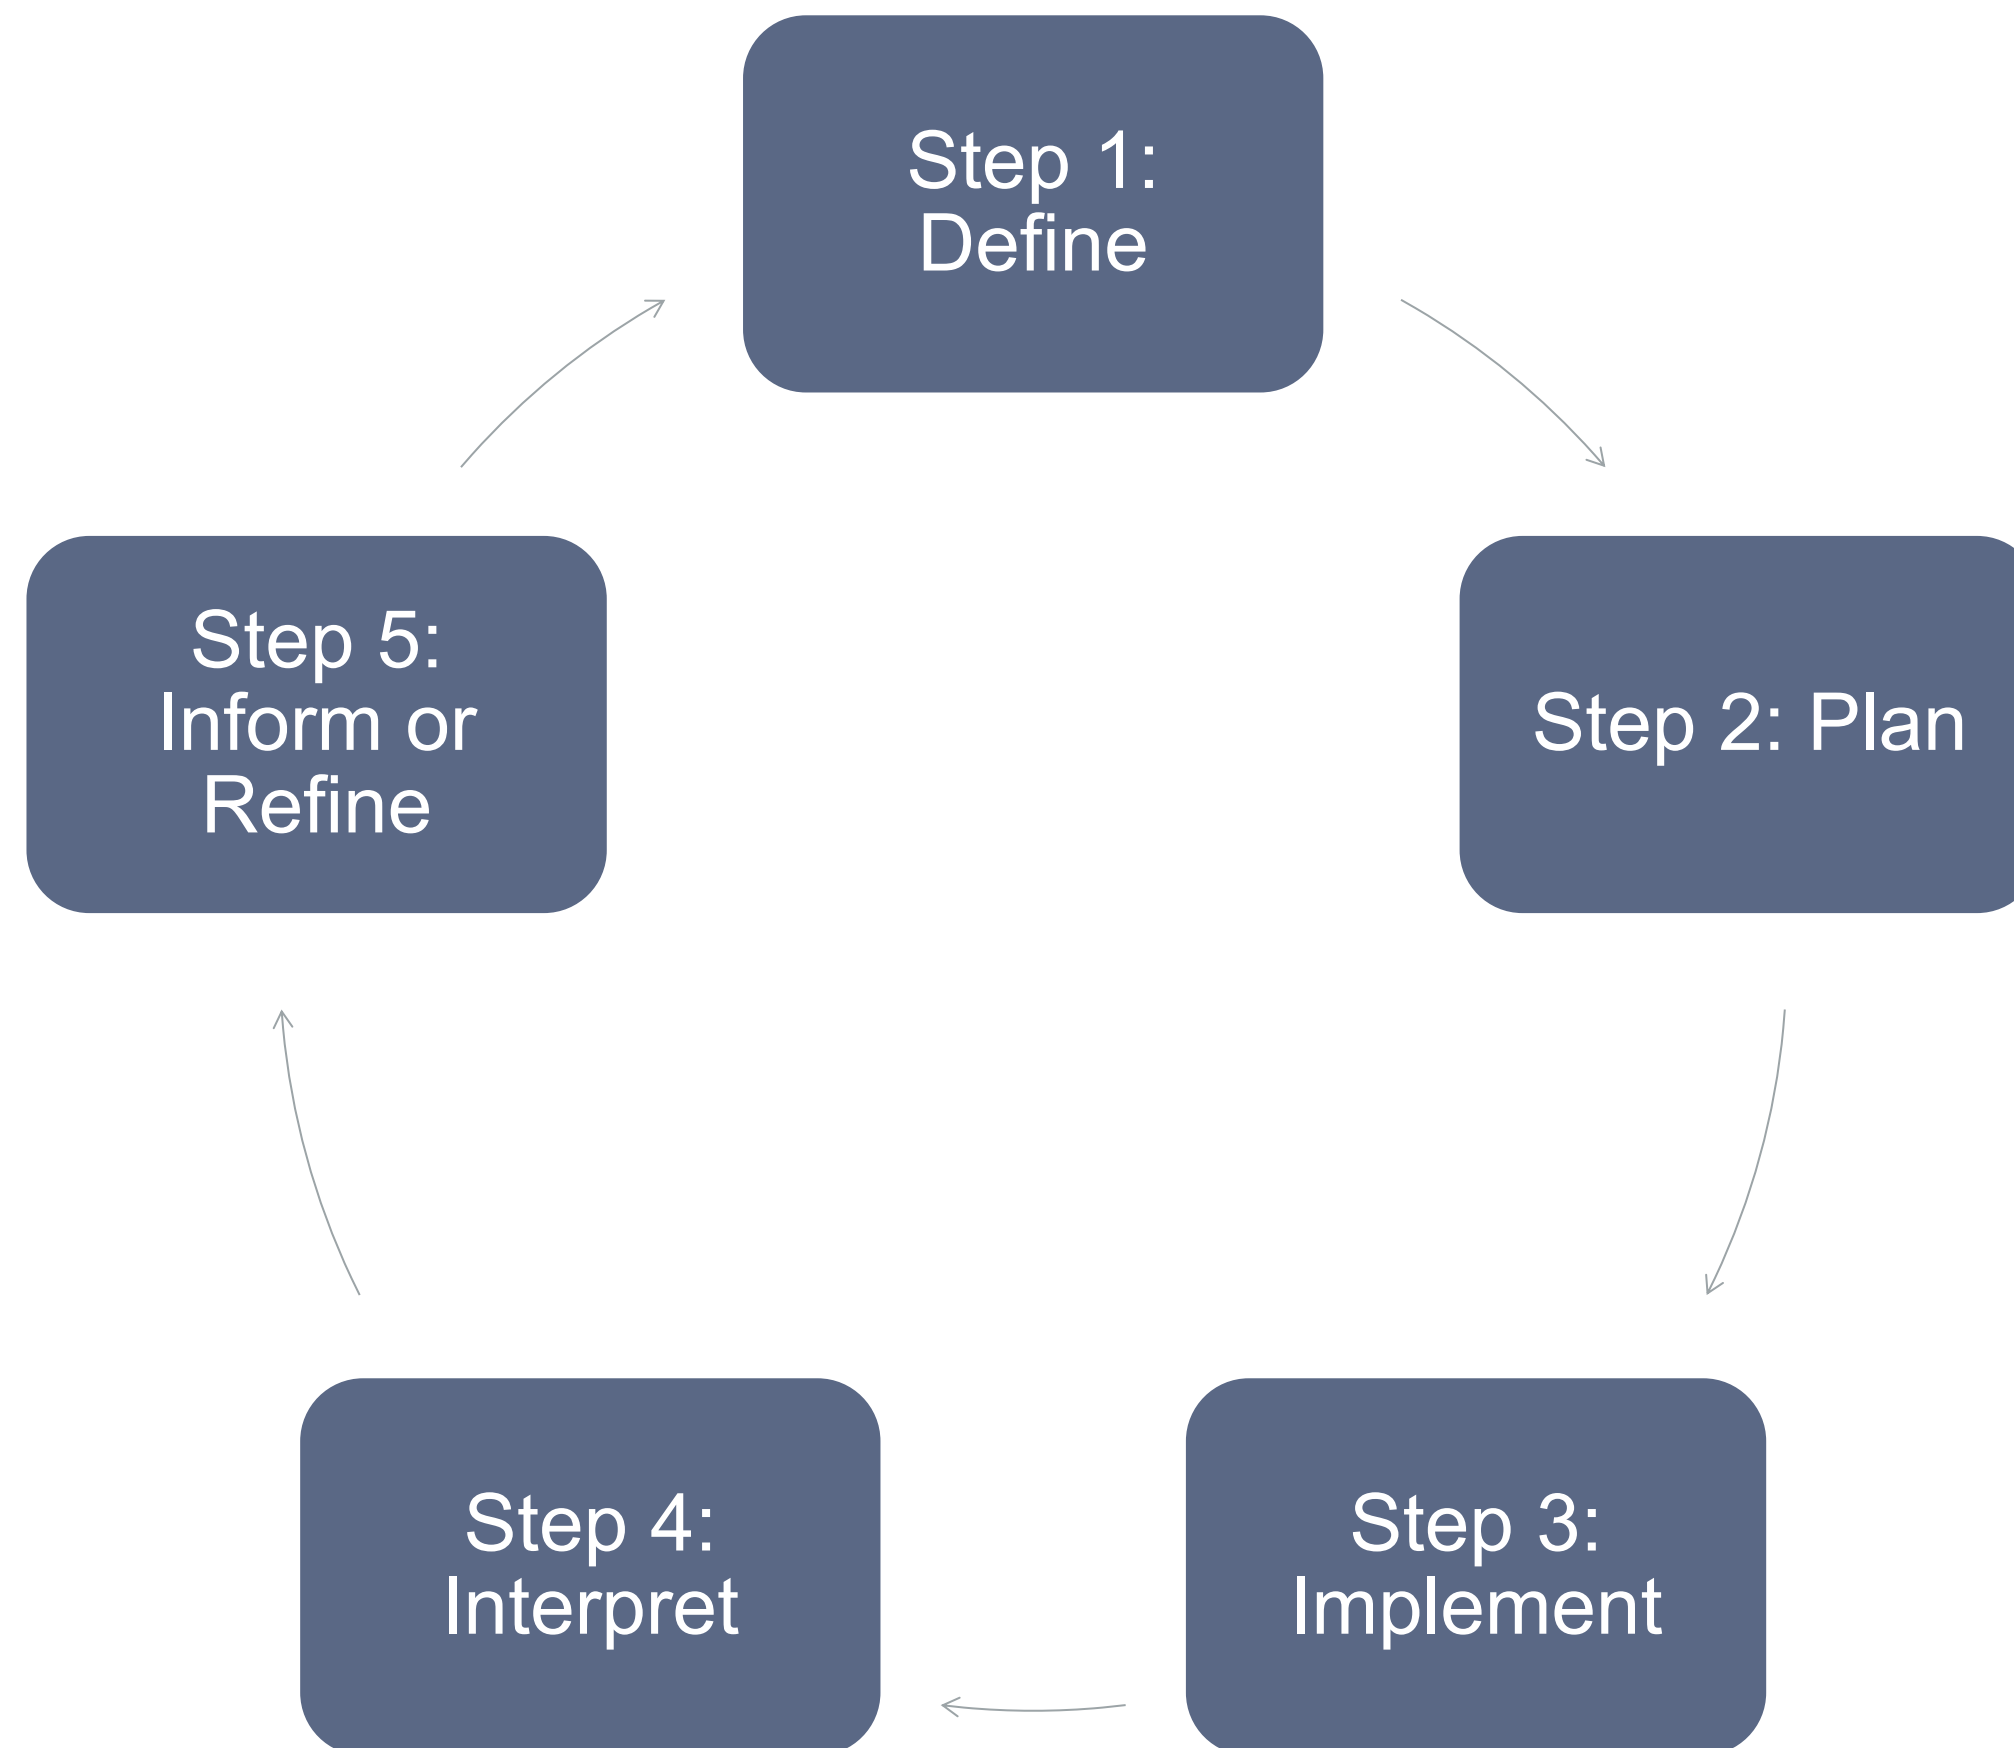 Step 1:
Define
Step 2: Plan
Step 3:
Implement
Step 4:
Interpret
Step 5:
Inform or
Refine